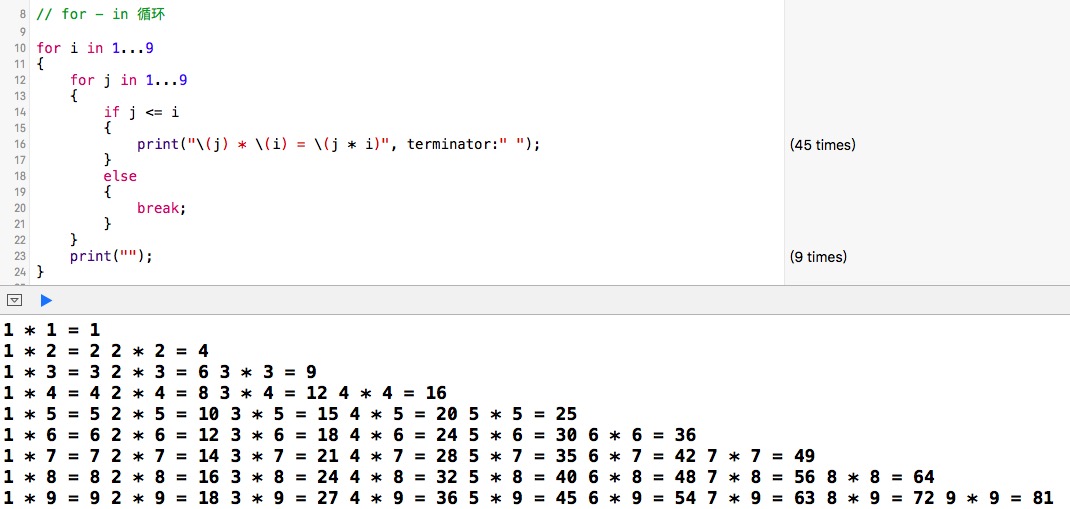 8 // for – in 循环
9
10 for i in 1...9
11 {
12     for j in 1...9
13     {
14         if j <= i
15         {
16             print("\(j) * \(i) = \(j * i)", terminator:" "); (45 times)
17         }
18         else
19         {
20             break;
21         }
22     }
23     print(""); (9 times)
24 }
1 * 1 = 1
1 * 2 = 2 2 * 2 = 4
1 * 3 = 3 2 * 3 = 6 3 * 3 = 9
1 * 4 = 4 2 * 4 = 8 3 * 4 = 12 4 * 4 = 16
1 * 5 = 5 2 * 5 = 10 3 * 5 = 15 4 * 5 = 20 5 * 5 = 25
1 * 6 = 6 2 * 6 = 12 3 * 6 = 18 4 * 6 = 24 5 * 6 = 30 6 * 6 = 36
1 * 7 = 7 2 * 7 = 14 3 * 7 = 21 4 * 7 = 28 5 * 7 = 35 6 * 7 = 42 7 * 7 = 49
1 * 8 = 8 2 * 8 = 16 3 * 8 = 24 4 * 8 = 32 5 * 8 = 40 6 * 8 = 48 7 * 8 = 56 8 * 8 = 64
1 * 9 = 9 2 * 9 = 18 3 * 9 = 27 4 * 9 = 36 5 * 9 = 45 6 * 9 = 54 7 * 9 = 63 8 * 9 = 72 9 * 9 = 81